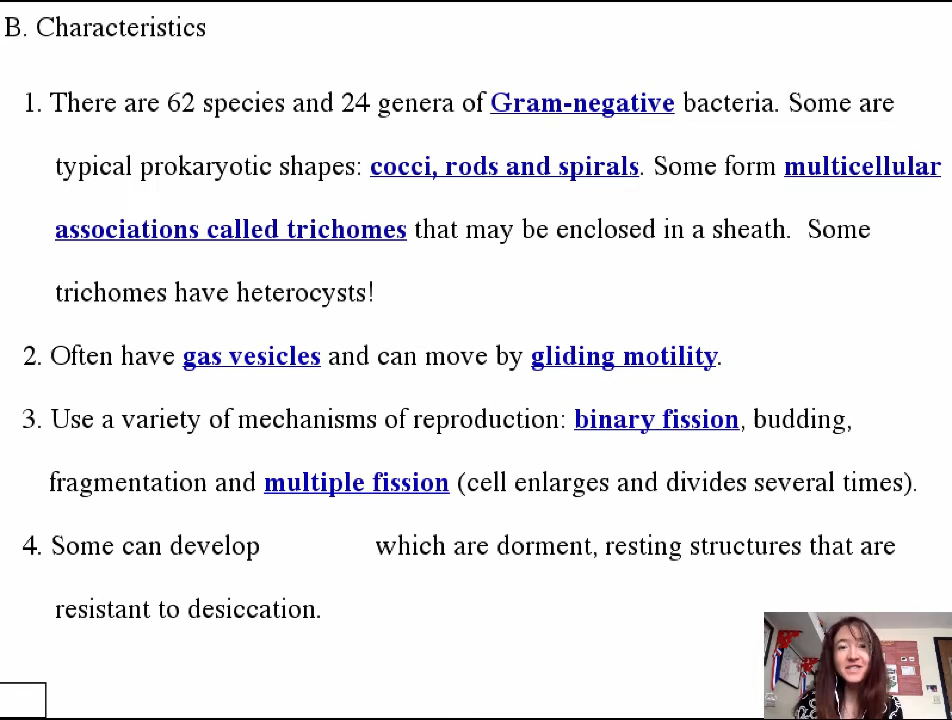 B. Characteristics
1. There are 62 species and 24 genera of Gram-negative bacteria. Some are
typical prokaryotic shapes: cocci, rods and spirals. Some form multicellular
associations called trichomes that may be enclosed in a sheath. Some
trichomes have heterocysts!
2. Often have gas vesicles and can move by gliding motility.
3. Use a variety of mechanisms of reproduction: binary fission, budding,
fragmentation and multiple fission (cell enlarges and divides several times).
4. Some can develop which are dorment, resting structures that are
resistant to desiccation.